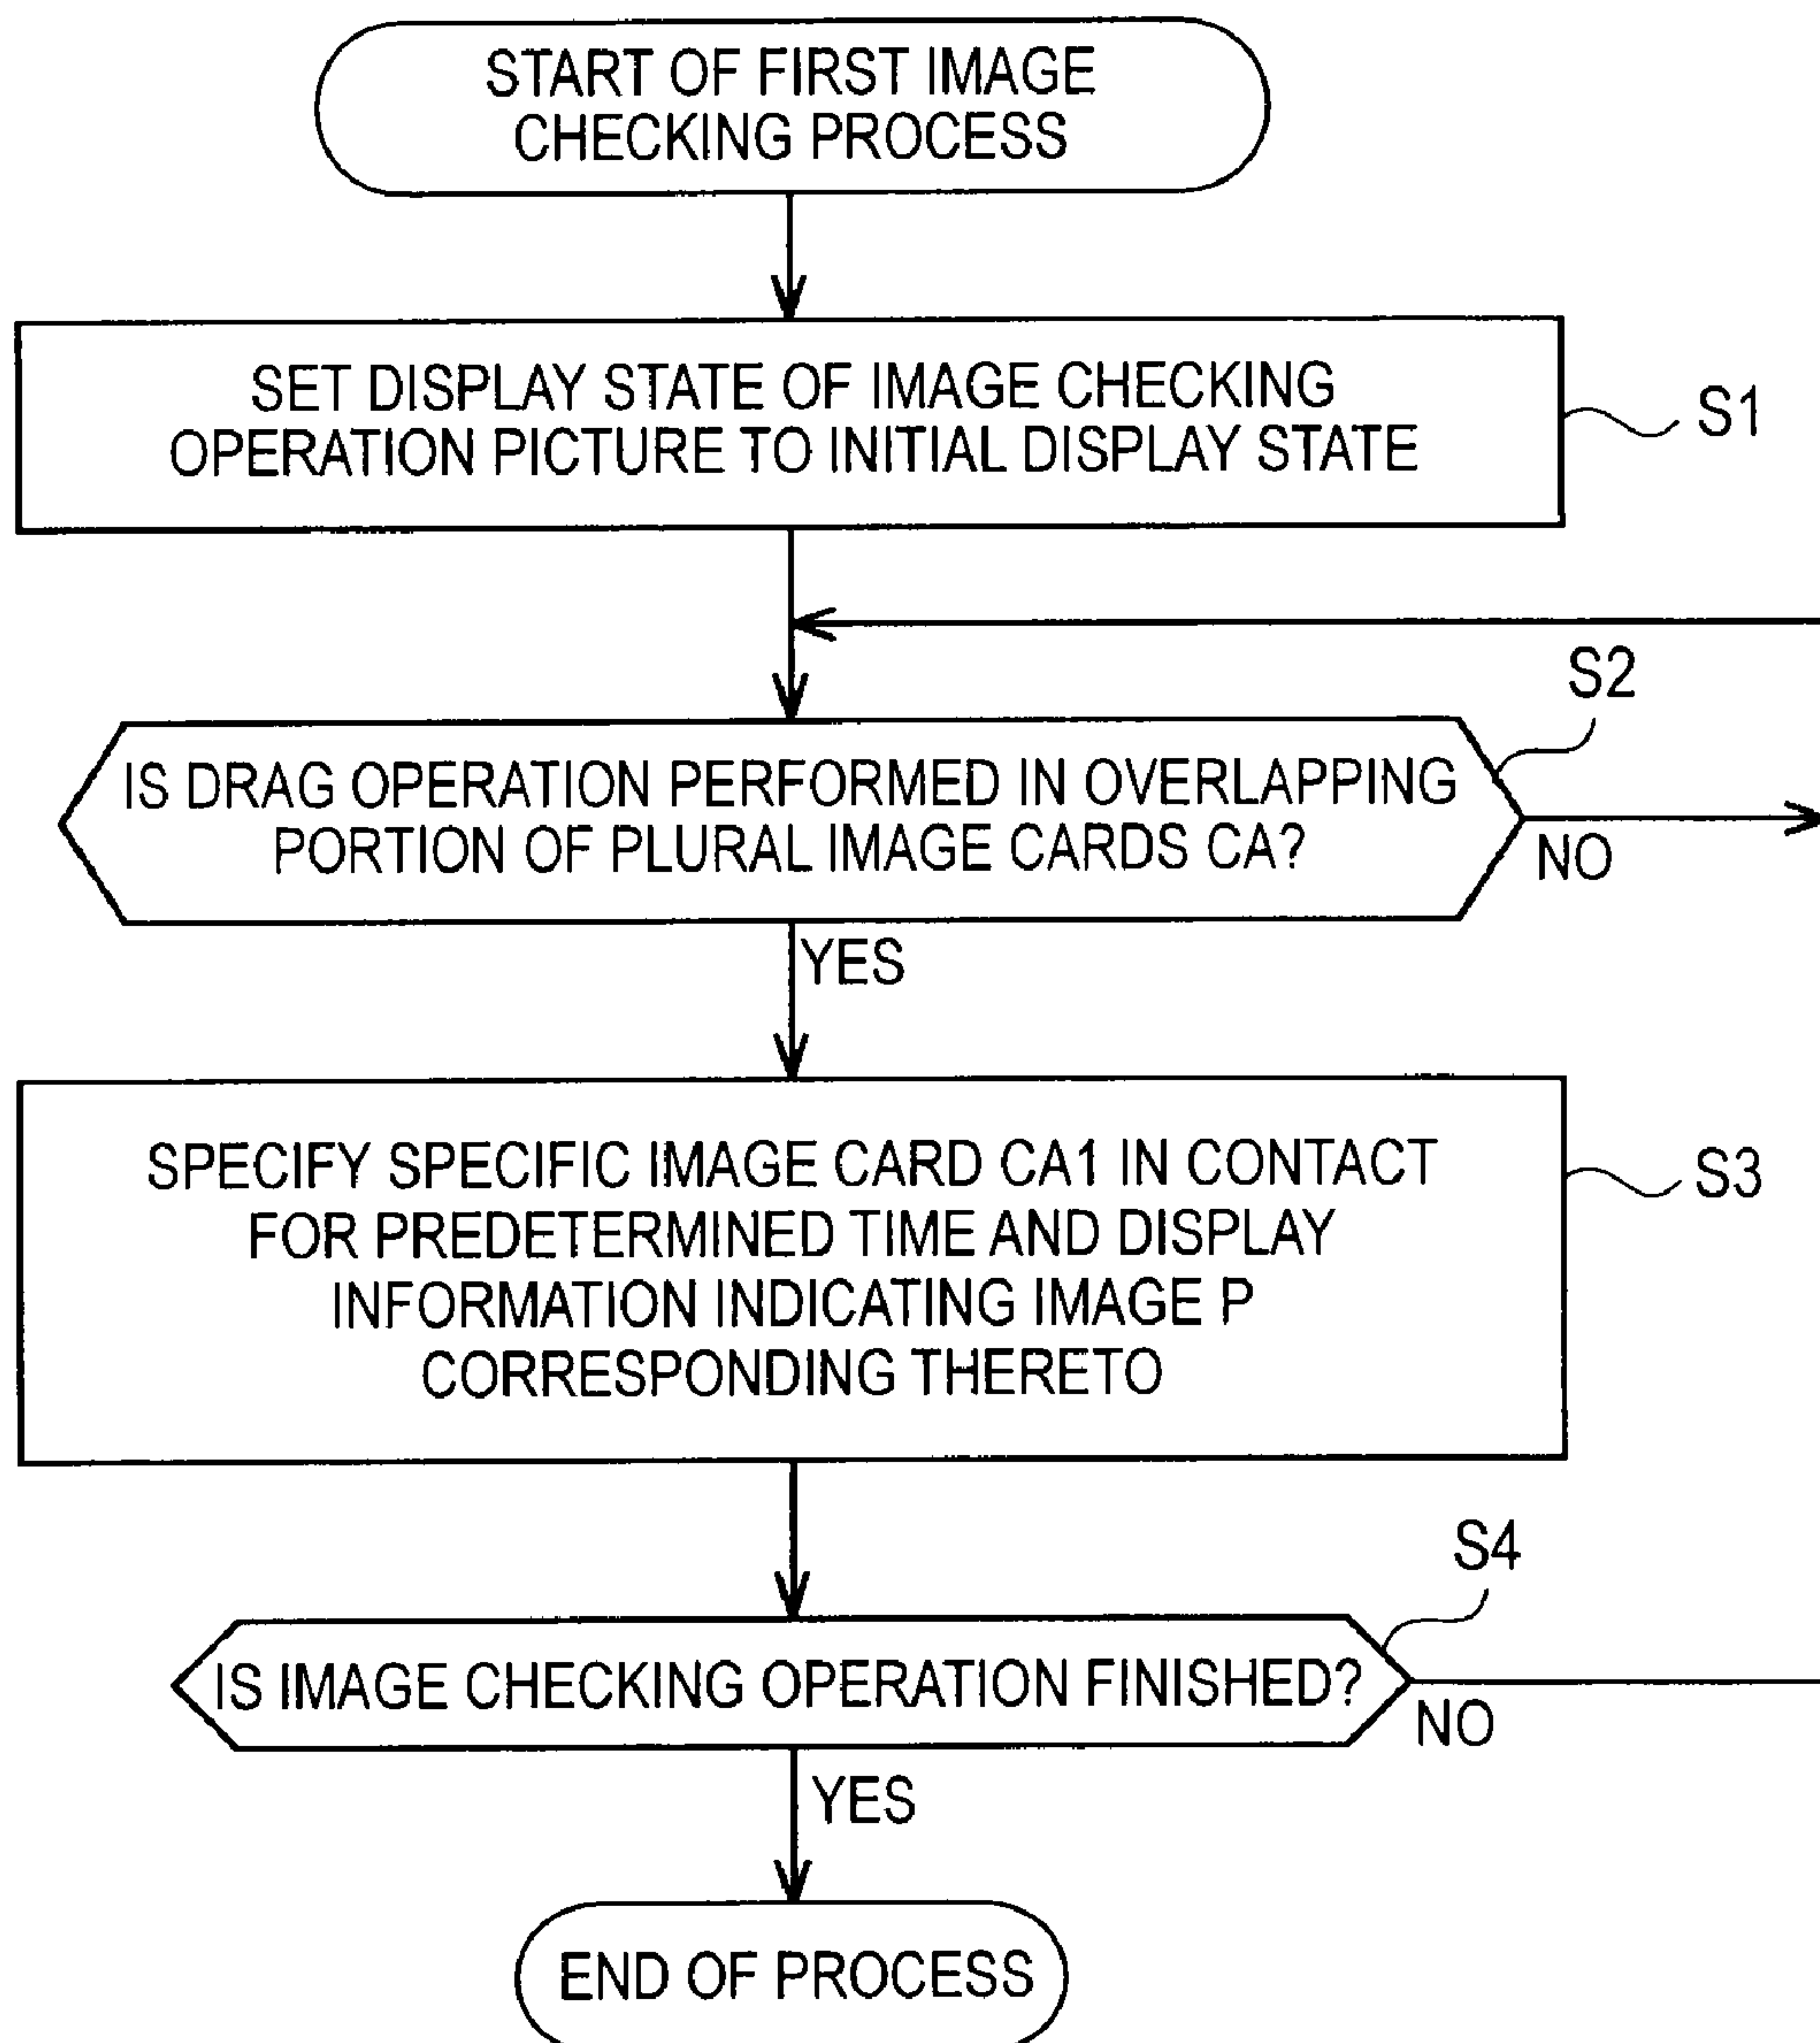 START OF FIRST IMAGE
CHECKING PROCESS
SET DISPLAY STATE OF IMAGE CHECKING
OPERATION PICTURE TO INITIAL DISPLAY STATE
S1
S2
IS DRAG OPERATION PERFORMED IN OVERLAPPING
PORTION OF PLURAL IMAGE CARDS CA?
NO
YES
SPECIFY SPECIFIC IMAGE CARD CA1 IN CONTACT
FOR PREDETERMINED TIME AND DISPLAY
INFORMATION INDICATING IMAGE P
CORRESPONDING THERETO
S3
S4
IS IMAGE CHECKING OPERATION FINISHED?
NO
YES
END OF PROCESS